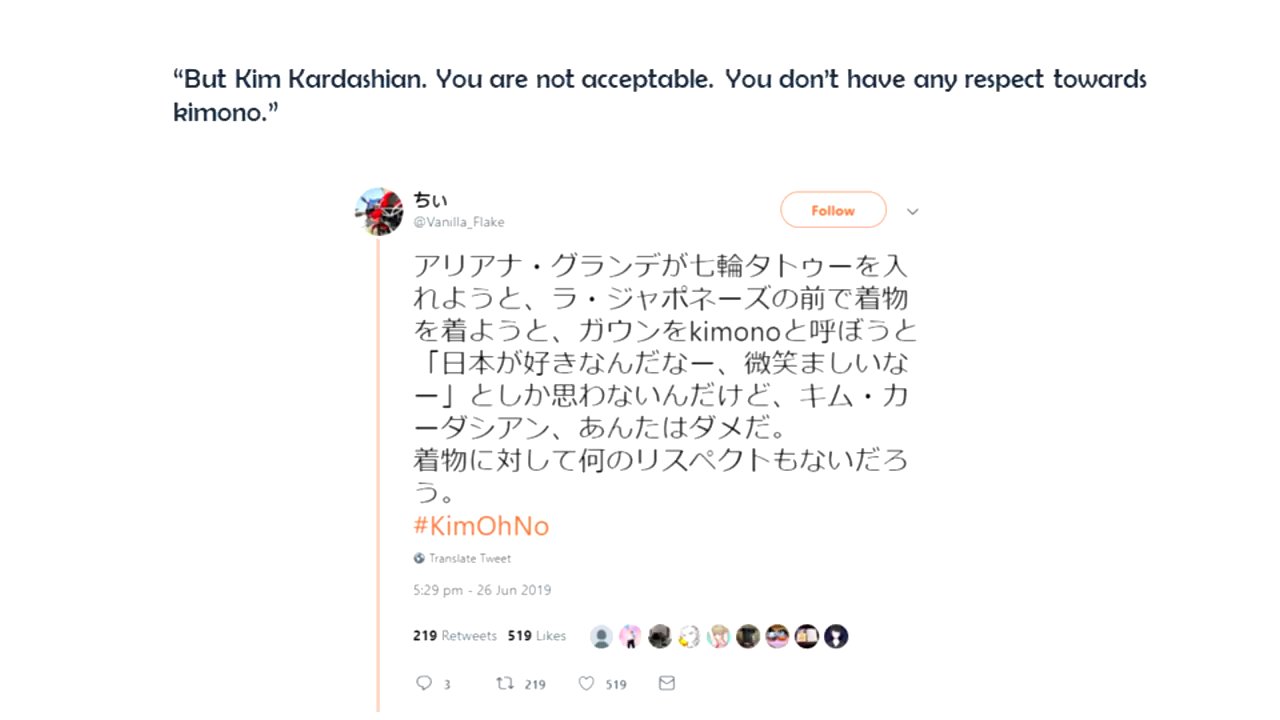 “But Kim Kardashian. You are not acceptable. You don’t have any respect towards
kimono.”
ちぃ
@Vanilla_Flake
Follow
アリアナ・グランデが七輪タトゥーを入
れようと、ラ・ジャポネーズの前で着物
を着ようと、ガウンをkimonoと呼ぼうと
「日本が好きなんだなー、微笑ましいな
ー」としか思わないんだけど、キム・カ
ーダシアン、あんたはダメだ。
着物に対して何のリスペクトもないだろ
う。
#KimOhNo
Translate Tweet
5:29 pm - 26 Jun 2019
219 Retweets 519 Likes
3 219 519